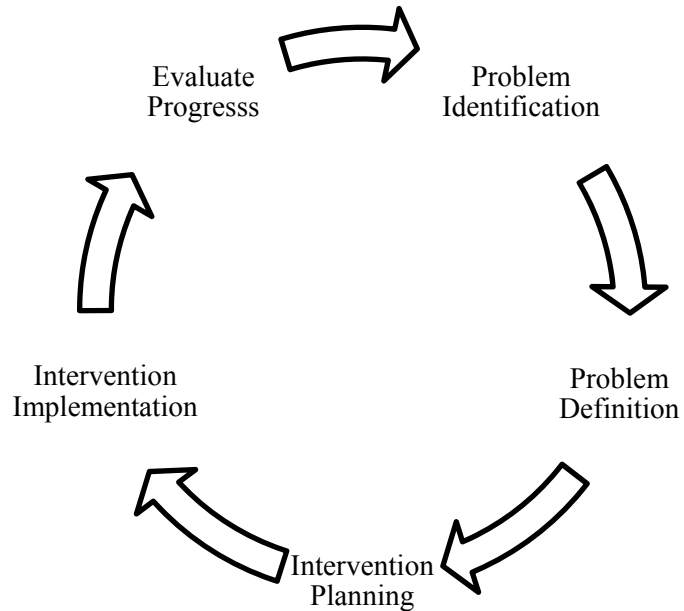 Evaluate
Progresss
Problem
Identification
Problem
Definition
Intervention
Planning
Intervention
Implementation